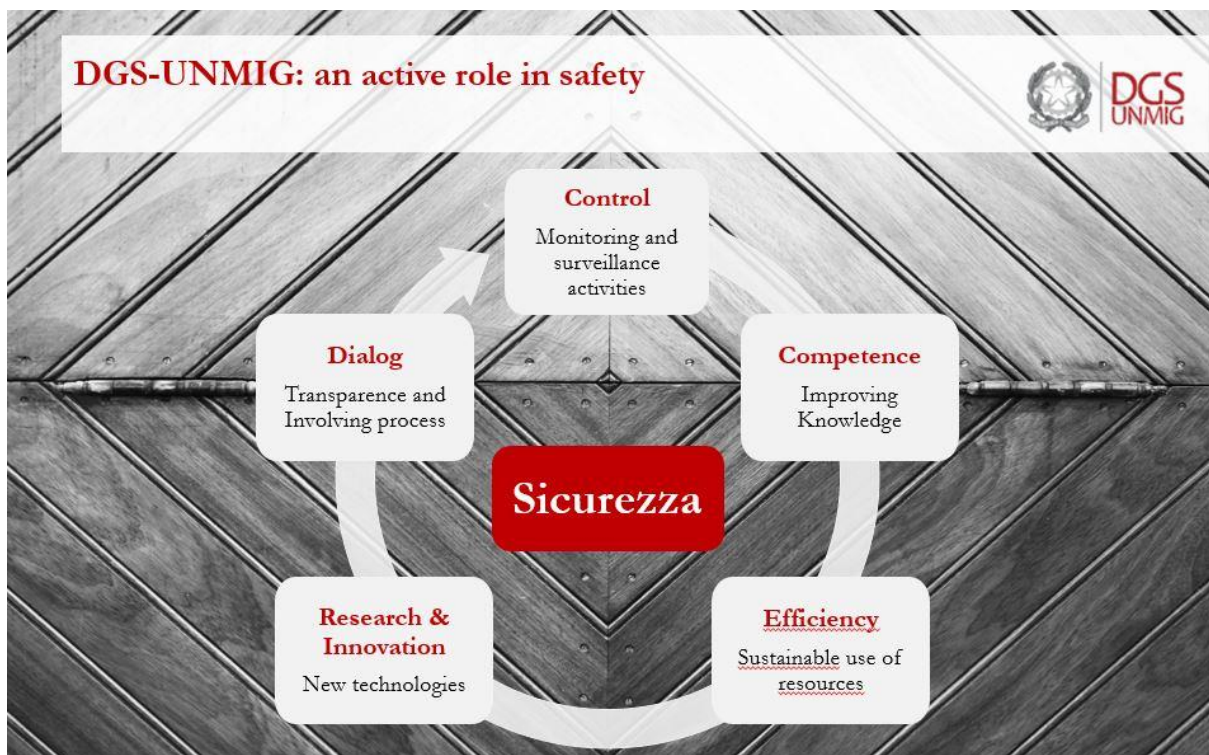 DGS-UNMIG: an active role in safety
DGS
UNMIG
Control
Monitoring and
surveillance
activities
Dialog
Transparence and
Involving process
Competence
Improving
Knowledge
Sicurezza
Research &
Innovation
New technologies
Efficiency
Sustainable use of
resources